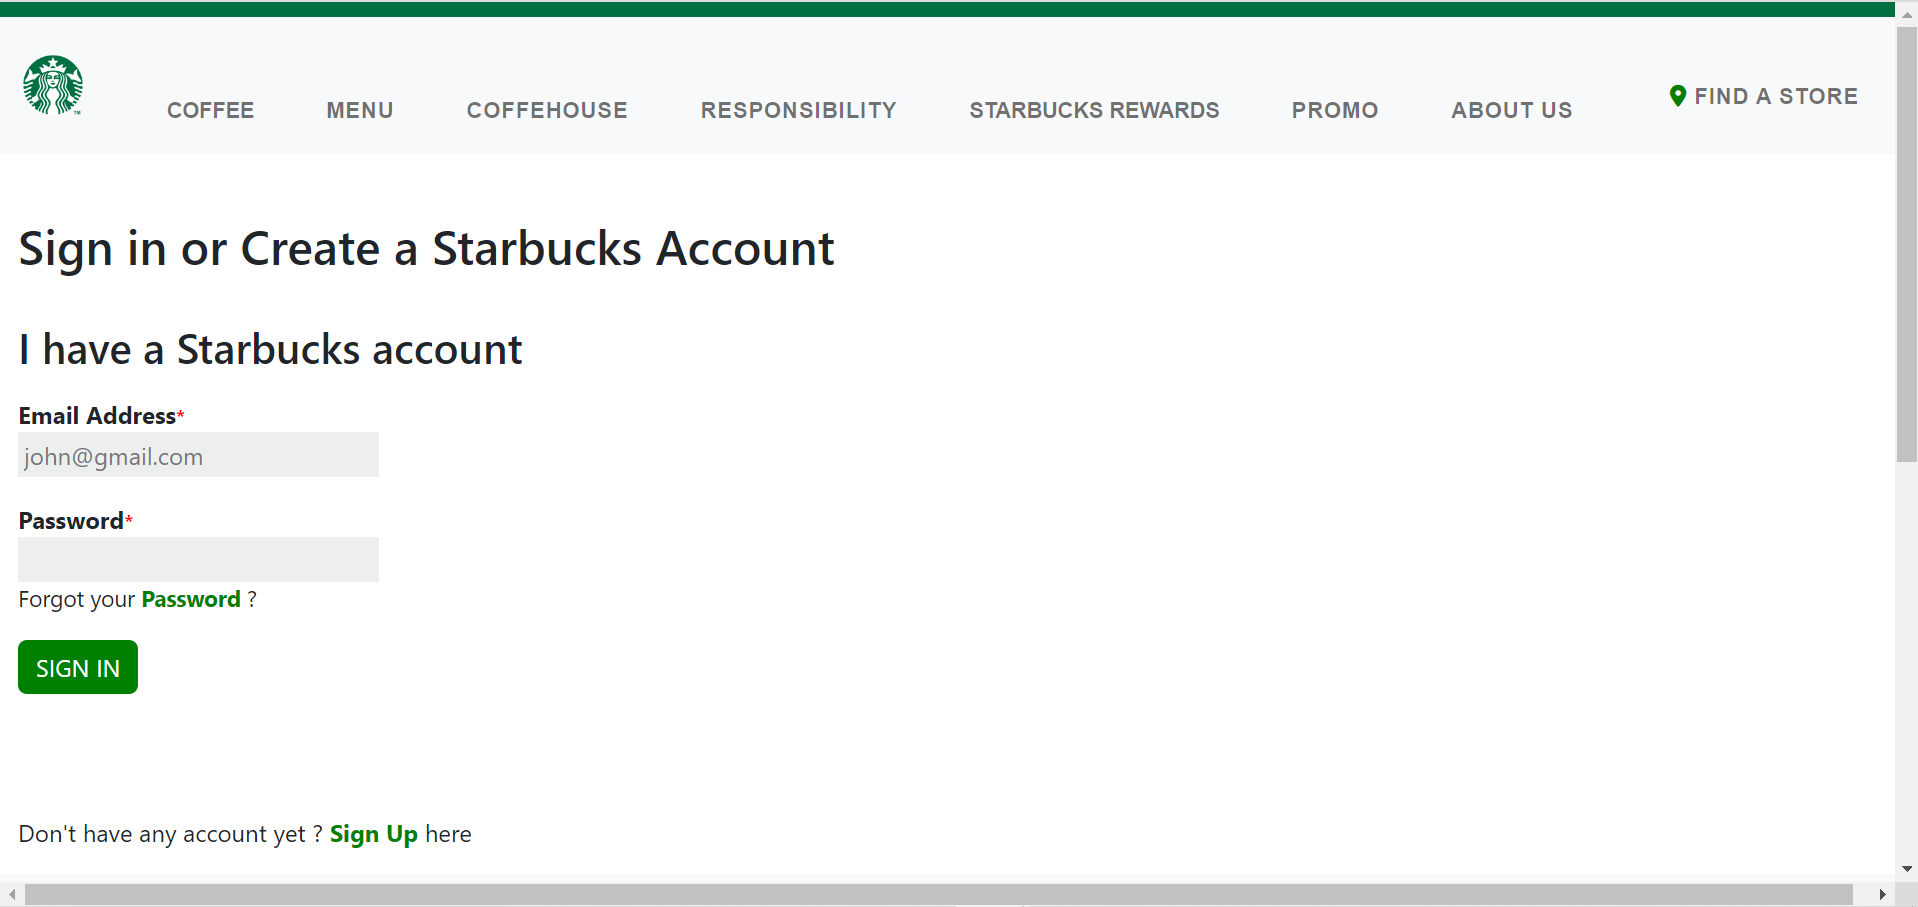 COFFEE MENU COFFEHOUSE RESPONSIBILITY STARBUCKS REWARDS PROMO ABOUT US FIND A STORE
Sign in or Create a Starbucks Account
I have a Starbucks account
Email Address*
john@gmail.com
Password*
Forgot your Password ?
SIGN IN
Don't have any account yet ? Sign Up here